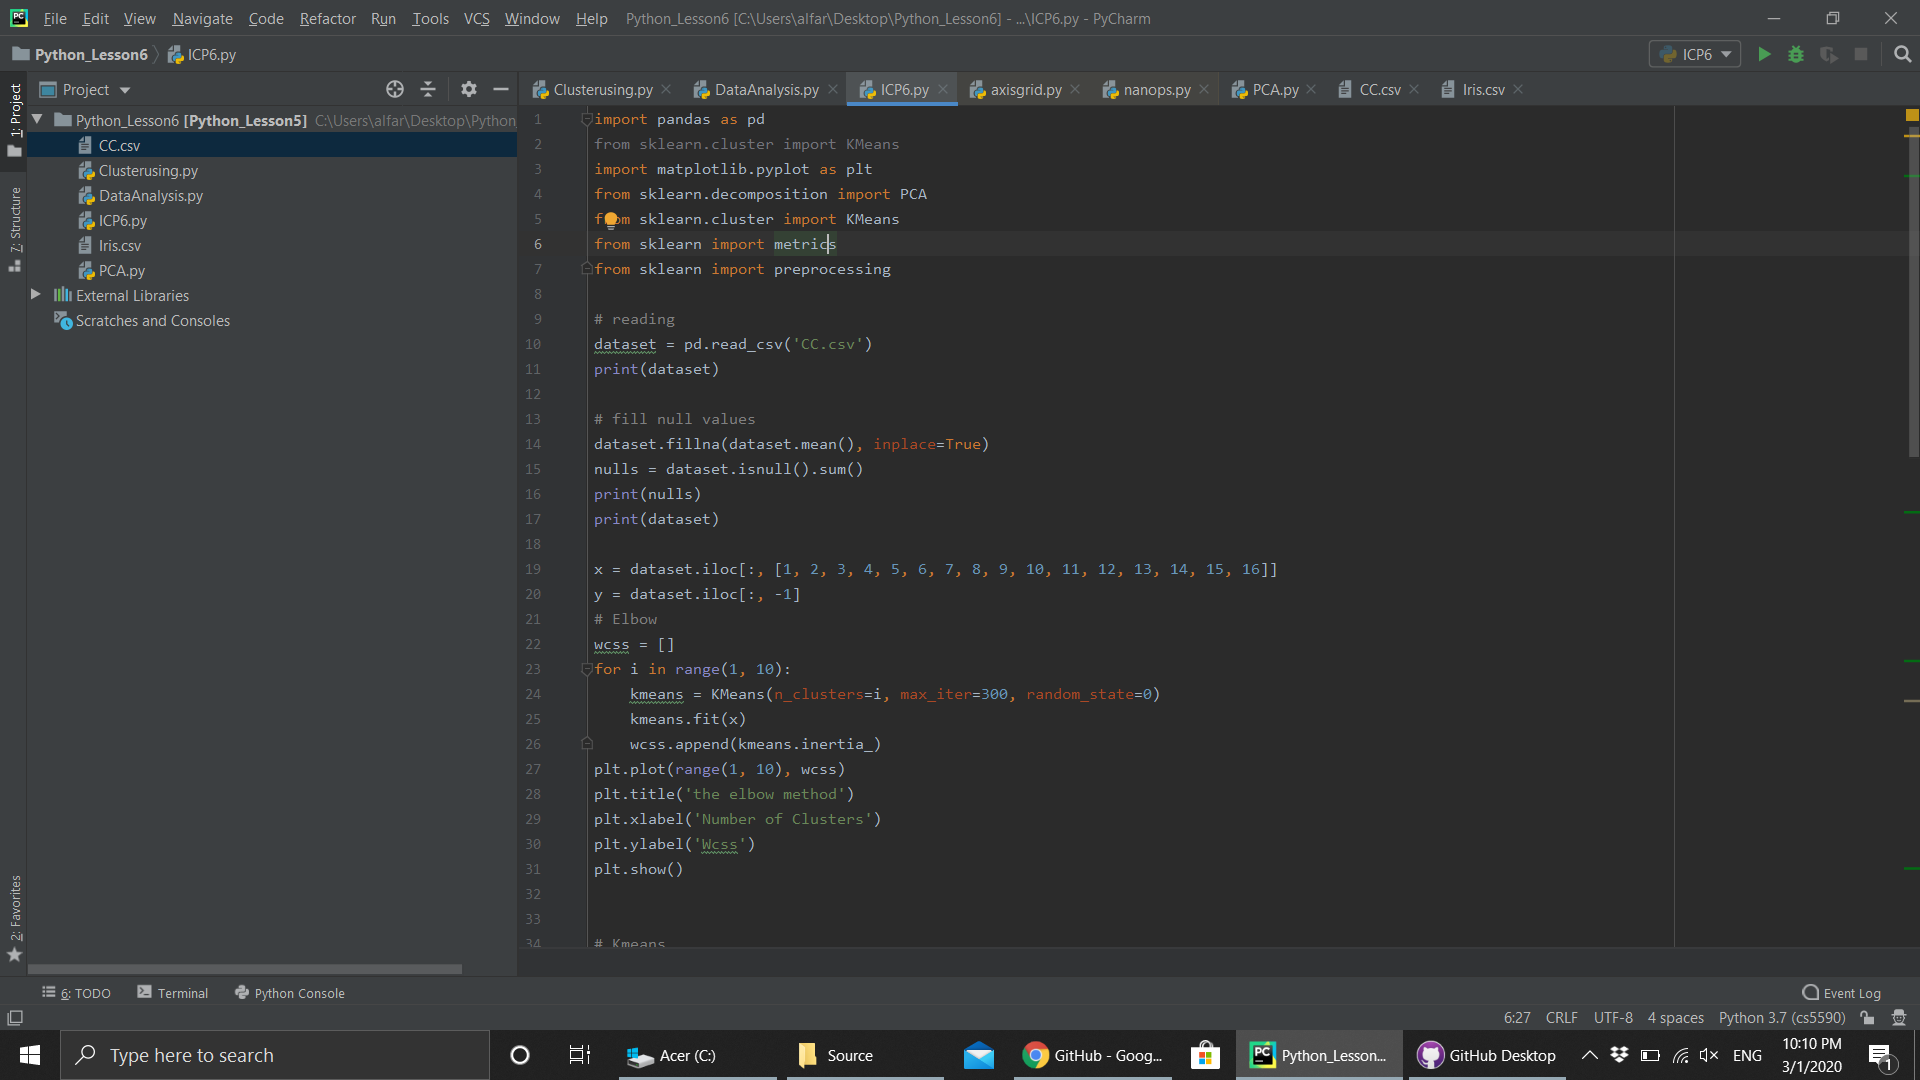 File Edit View Navigate Code Refactor Run Tools VCS Window Help Python_Lesson6 [C:\Users\alfar\Desktop\Python_Lesson6] - ...\ICP6.py - PyCharm
Python_Lesson6 ICP6.py ICP6
Project Clusterusing.py DataAnalysis.py ICP6.py axisgrid.py nanops.py PCA.py CC.csv Iris.csv
1: Project
7: Structure
2: Favorites
Python_Lesson6 [Python_Lesson5] C:\Users\alfar\Desktop\Python
CC.csv
Clusterusing.py
DataAnalysis.py
ICP6.py
Iris.csv
PCA.py
External Libraries
Scratches and Consoles
1 import pandas as pd
2 from sklearn.cluster import KMeans
3 import matplotlib.pyplot as plt
4 from sklearn.decomposition import PCA
5 from sklearn.cluster import KMeans
6 from sklearn import metrics
7 from sklearn import preprocessing
8
9 # reading
10 dataset = pd.read_csv('CC.csv')
11 print(dataset)
12
13 # fill null values
14 dataset.fillna(dataset.mean(), inplace=True)
15 nulls = dataset.isnull().sum()
16 print(nulls)
17 print(dataset)
18
19 x = dataset.iloc[:, [1, 2, 3, 4, 5, 6, 7, 8, 9, 10, 11, 12, 13, 14, 15, 16]]
20 y = dataset.iloc[:, -1]
21 # Elbow
22 wcss = []
23 for i in range(1, 10):
24 kmeans = KMeans(n_clusters=i, max_iter=300, random_state=0)
25 kmeans.fit(x)
26 wcss.append(kmeans.inertia_)
27 plt.plot(range(1, 10), wcss)
28 plt.title('the elbow method')
29 plt.xlabel('Number of Clusters')
30 plt.ylabel('Wcss')
31 plt.show()
32
33
34 # Kmeans
6: TODO Terminal Python Console Event Log
6:27 CRLF UTF-8 4 spaces Python 3.7 (cs5590)
Type here to search Acer (C:) Source GitHub - Goog... Python_Lesson... GitHub Desktop ENG 10:10 PM
3/1/2020 1